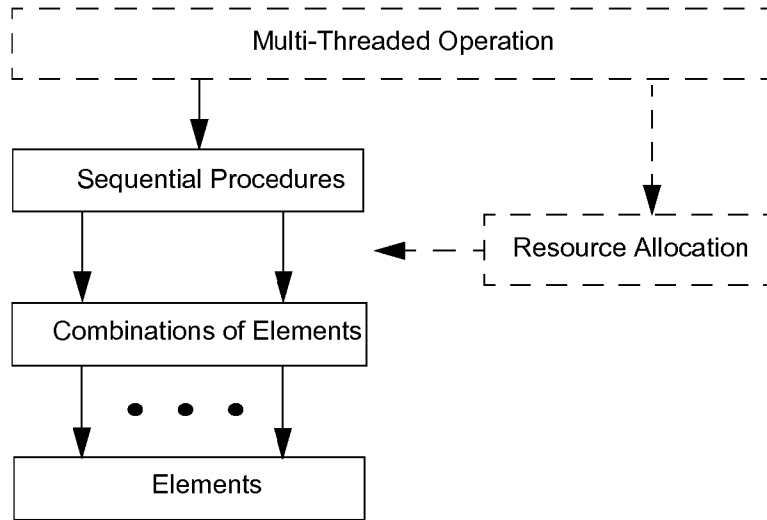 Multi-Threaded Operation
Sequential Procedures
Resource Allocation
Combinations of Elements
Elements